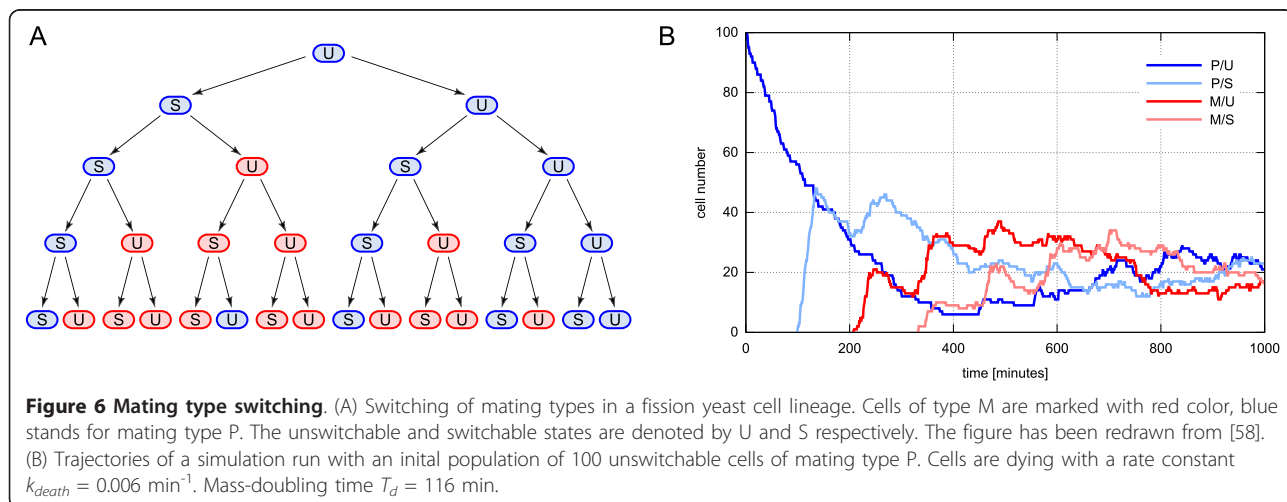 A
U
S U
S U S U
S U S U S U S U
S U S U S U S U S U S U S U S U
B
100
80
60
40
20
0
cell number
0 200 400 600 800 1000
time [minutes]
P/U
P/S
M/U
M/S
Figure 6 Mating type switching. (A) Switching of mating types in a fission yeast cell lineage. Cells of type M are marked with red color, blue
stands for mating type P. The unswitchable and switchable states are denoted by U and S respectively. The figure has been redrawn from [58].
(B) Trajectories of a simulation run with an inital population of 100 unswitchable cells of mating type P. Cells are dying with a rate constant
k_death = 0.006 min⁻¹. Mass-doubling time T_d = 116 min.